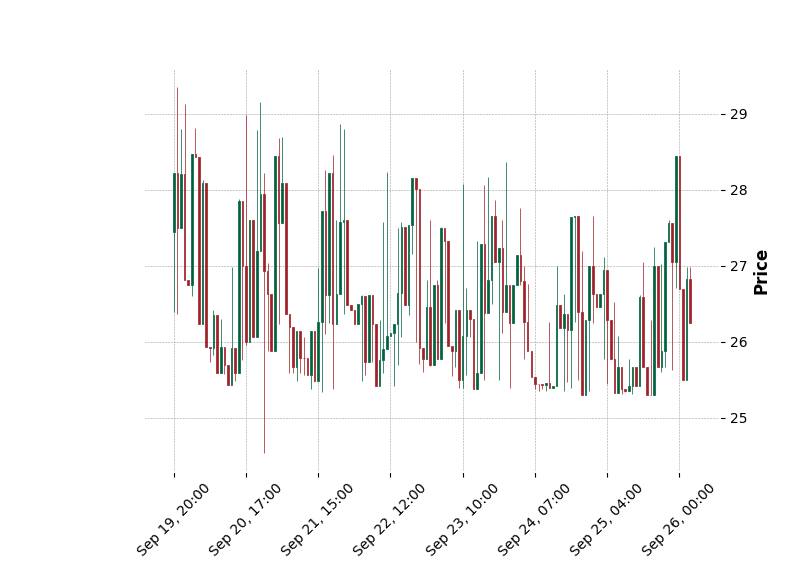 29
28
27
26
25
Price
Sep 19, 20:00
Sep 20, 17:00
Sep 21, 15:00
Sep 22, 12:00
Sep 23, 10:00
Sep 24, 07:00
Sep 25, 04:00
Sep 26, 00:00